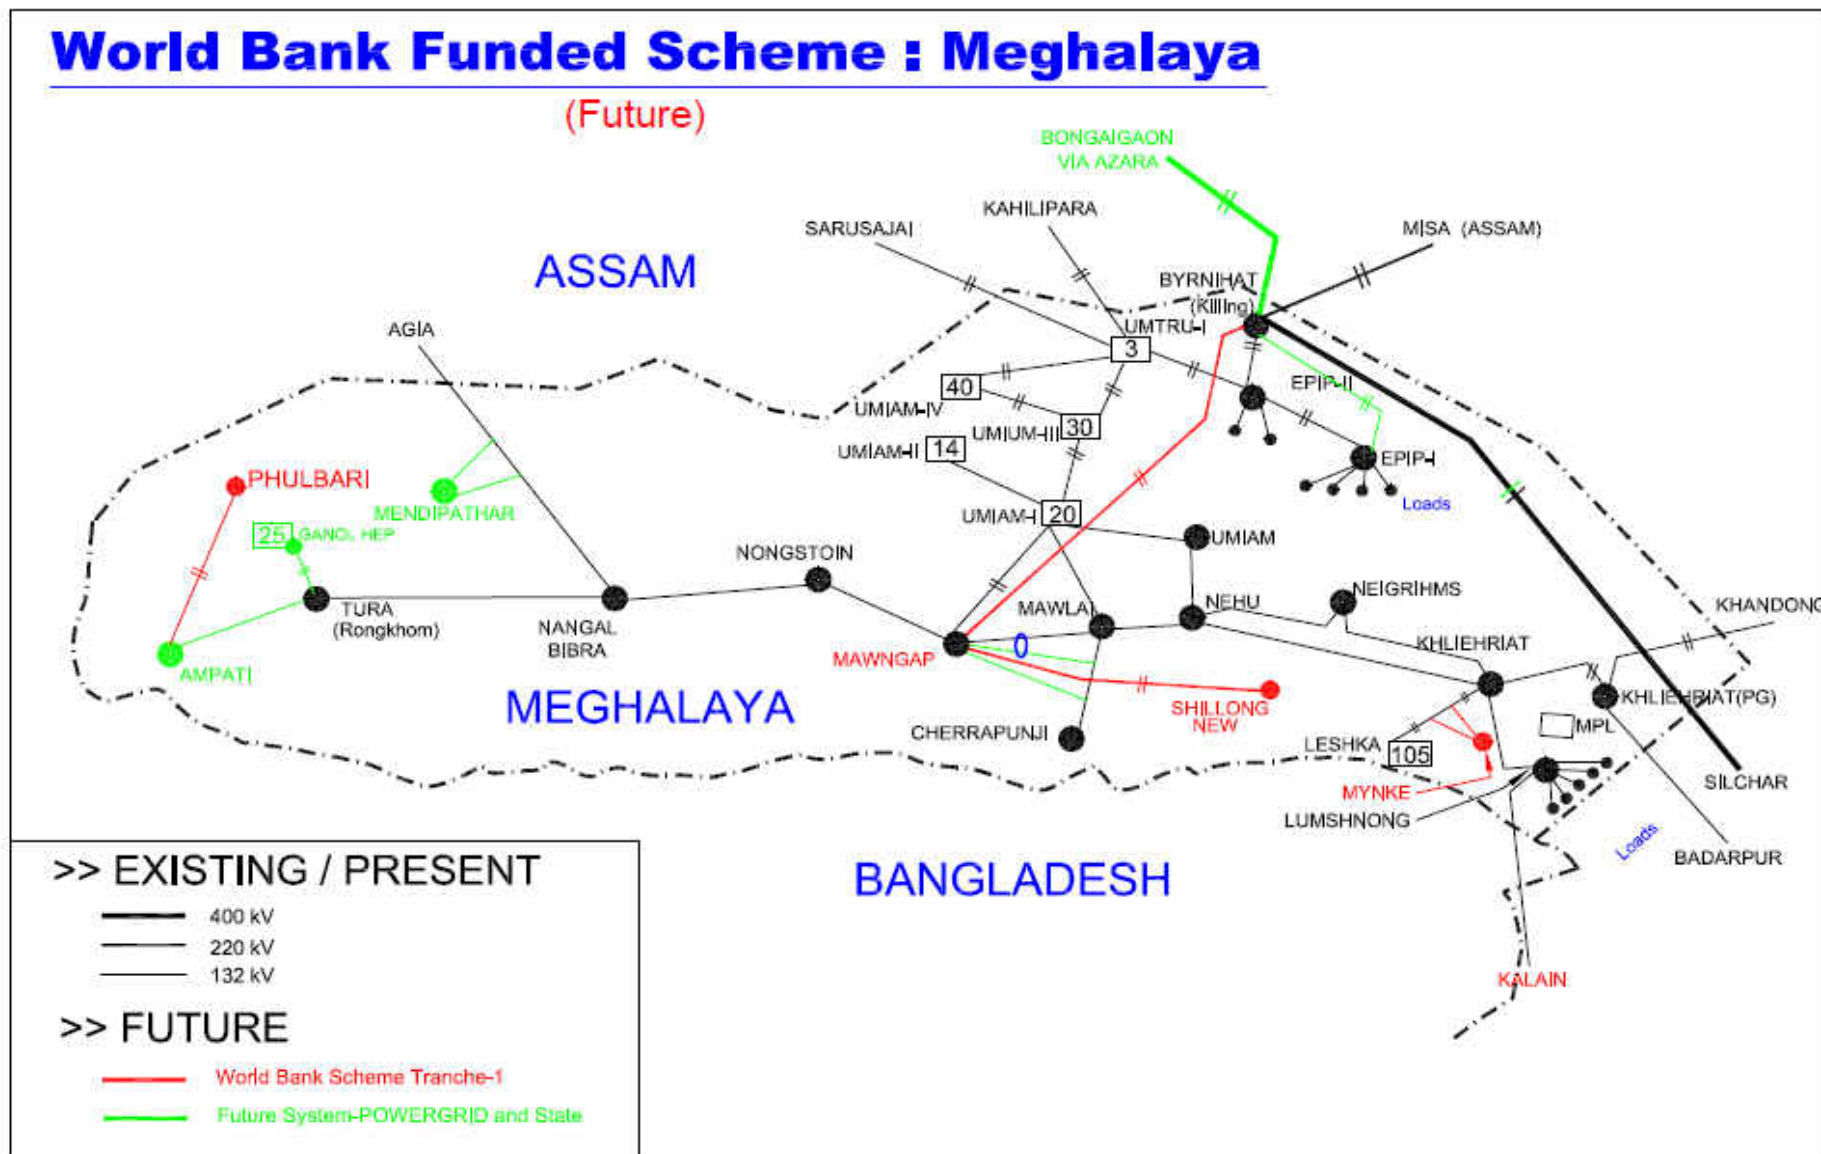 World Bank Funded Scheme : Meghalaya
(Future)
BONGAIGAON
VIA AZARA
KAHILIPARA
SARUSAJAI
MISA (ASSAM)
ASSAM
BYRNIHAT
(Killing)
UMTRU-I
3
AGIA
40
EPIP-II
UMIAM-IV
30
UMIUM-III
14
UMIAM-II
EPIP-I
PHULBARI
MENDIPATHAR
Loads
UMIAM-I
20
25
GANOL HEP
UMIAM
NONGSTOIN
NEIGRIHMS
TURA
(Rongkhom)
NANGAL
BIBRA
MAWLAI
NEHU
KHANDONG
KHLIEHRIAT
MAWNGAP
AMPATI
MEGHALAYA
SHILLONG
NEW
KHLIEHRIAT(PG)
CHERRAPUNJI
MPL
LESHKA
105
SILCHAR
MYNKE
LUMSHNONG
Loads
BADARPUR
BANGLADESH
KALAIN
>> EXISTING / PRESENT
400 kV
220 kV
132 kV
>> FUTURE
World Bank Scheme Tranche-1
Future System-POWERGRID and State